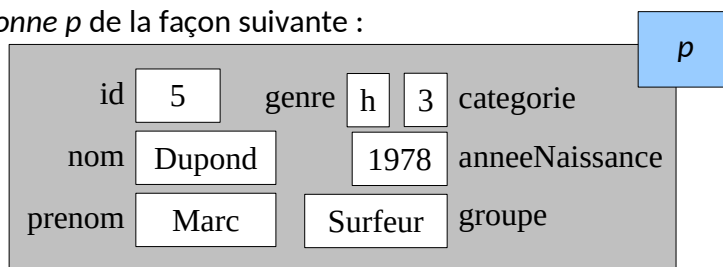 onne p de la façon suivante :
p
id 5 genre h 3 categorie
nom Dupond 1978 anneeNaissance
prenom Marc Surfeur groupe